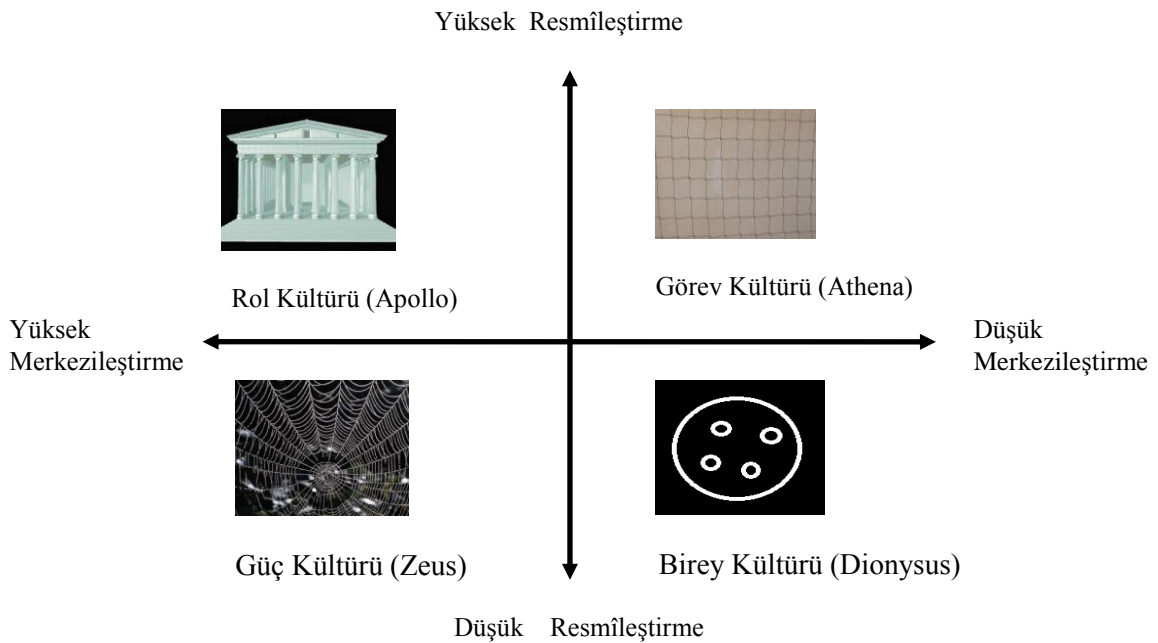 Yüksek Resmîleştirme
Rol Kültürü (Apollo)
Görev Kültürü (Athena)
Yüksek
Merkezileştirme
Düşük
Merkezileştirme
Güç Kültürü (Zeus)
Birey Kültürü (Dionysus)
Düşük Resmîleştirme